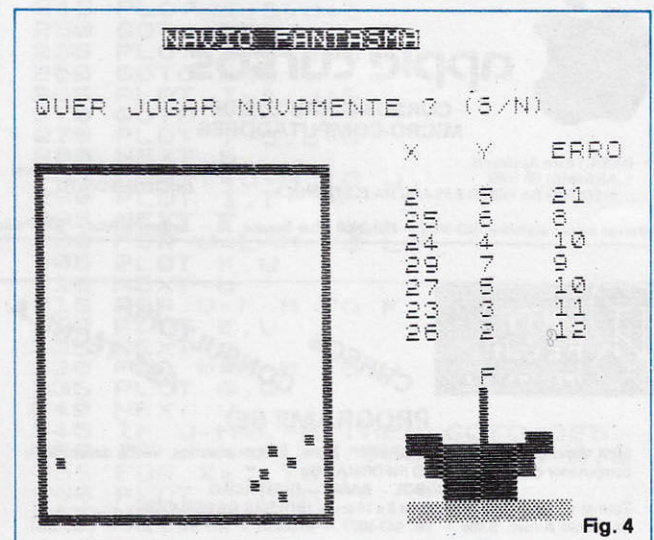 NAVIO FANTASMA
QUER JOGAR NOVAMENTE ? (S/N)
X Y ERRO
2 5 21
25 6 8
24 4 10
29 7 9
27 5 10
23 3 11
26 2 12
F
Fig. 4